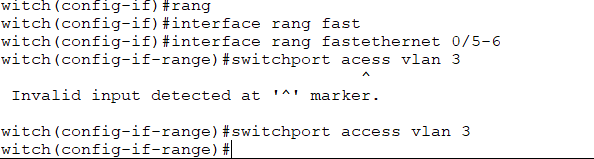 witch(config-if)#rang
witch(config-if)#interface rang fast
witch(config-if)#interface rang fastethernet 0/5-6
witch(config-if-range)#switchport acess vlan 3
^
Invalid input detected at '^' marker.
witch(config-if-range)#switchport access vlan 3
witch(config-if-range)#